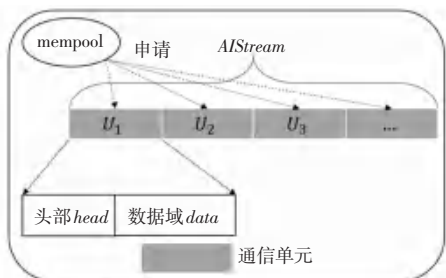 mempool
申请
AIStream
U₁ U₂ U₃ ...
头部head 数据域data
通信单元